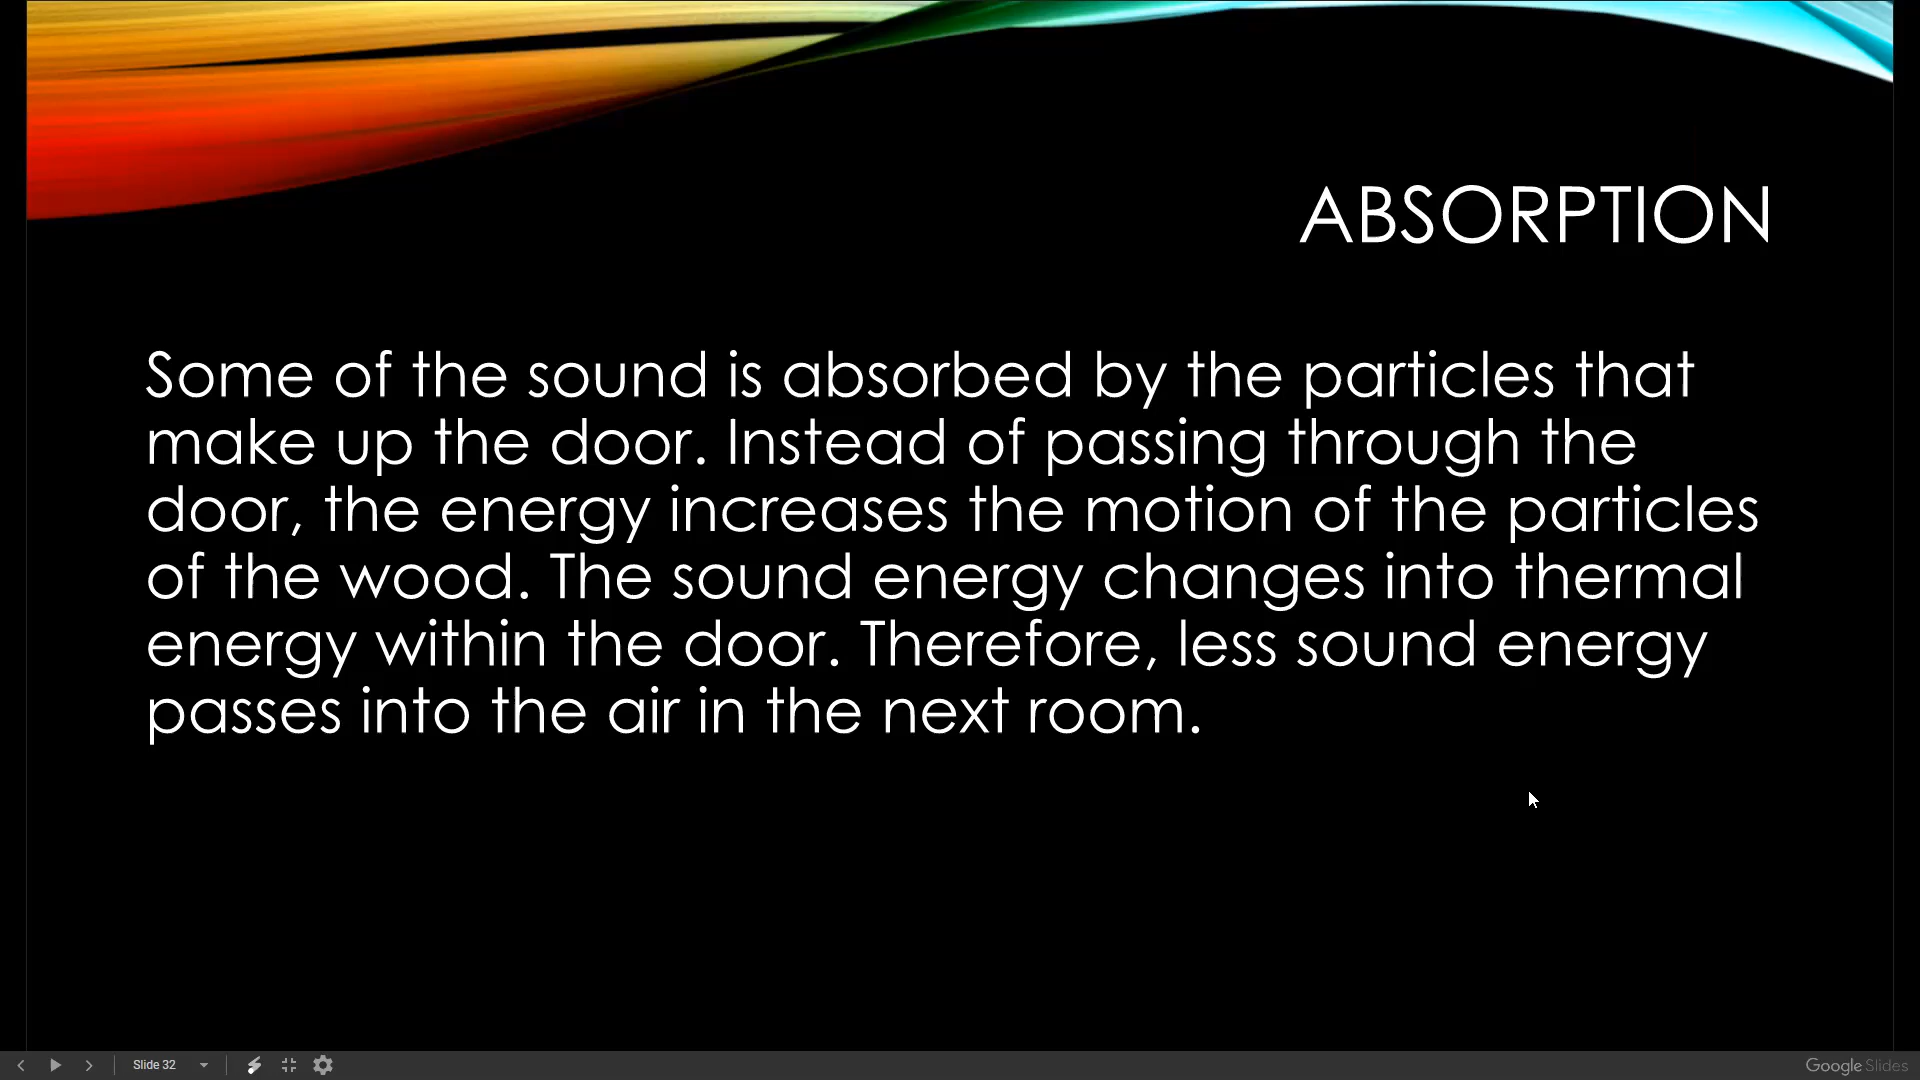 ABSORPTION
Some of the sound is absorbed by the particles that
make up the door. Instead of passing through the
door, the energy increases the motion of the particles
of the wood. The sound energy changes into thermal
energy within the door. Therefore, less sound energy
passes into the air in the next room.
Slide 32
Google Slides